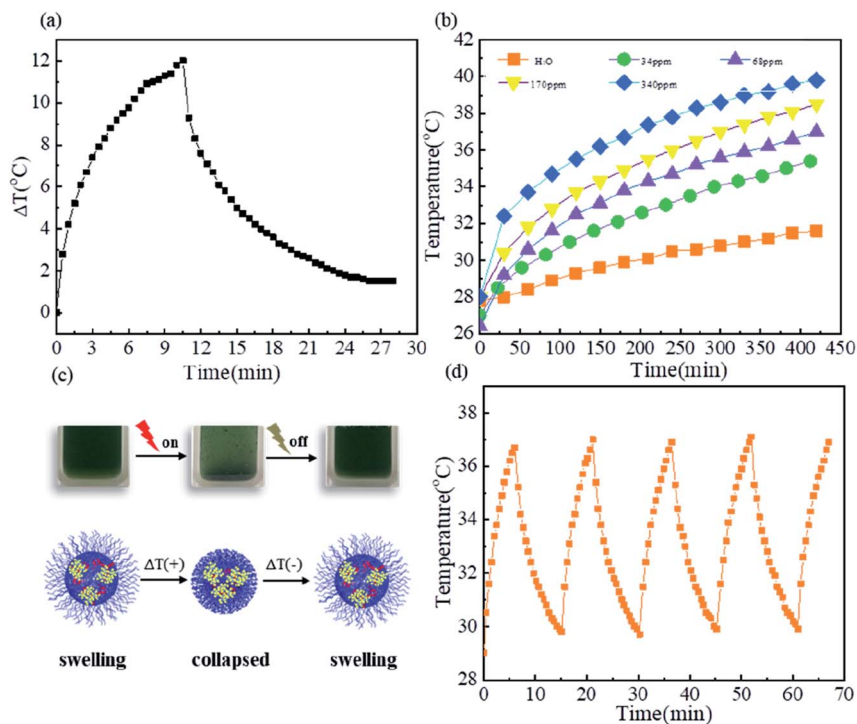 (a)
ΔT(°C)
12
10
8
6
4
2
0
0 3 6 9 12 15 18 21 24 27 30
Time(min)
(b)
Temperature(°C)
42
40
38
36
34
32
30
28
26
H₂O 34ppm 68ppm
170ppm 340ppm
0 50 100 150 200 250 300 350 400 450
Time(min)
(c)
on off
ΔT(+) ΔT(-)
swelling collapsed swelling
(d)
Temperature(°C)
38
36
34
32
30
28
0 10 20 30 40 50 60 70
Time(min)